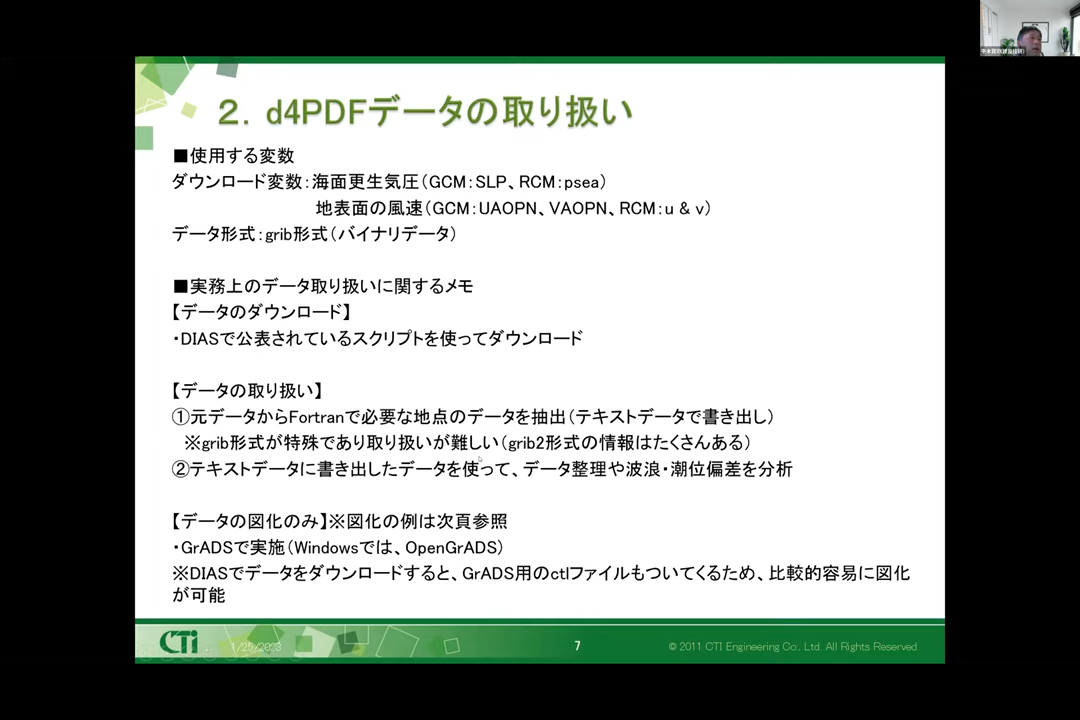 2．d4PDFデータの取り扱い
■使用する変数
ダウンロード変数：海面更生気圧（GCM：SLP、RCM：psea）
地表面の風速（GCM：UAOPN、VAOPN、RCM：u & v）
データ形式：grib形式（バイナリデータ）
■実務上のデータ取り扱いに関するメモ
【データのダウンロード】
・DIASで公表されているスクリプトを使ってダウンロード
【データの取り扱い】
①元データからFortranで必要な地点のデータを抽出（テキストデータで書き出し）
※grib形式が特殊であり取り扱いが難しい（grib2形式の情報はたくさんある）
②テキストデータに書き出したデータを使って、データ整理や波浪・潮位偏差を分析
【データの図化のみ】※図化の例は次頁参照
・GrADSで実施（Windowsでは、OpenGrADS）
※DIASでデータをダウンロードすると、GrADS用のctlファイルもついてくるため、比較的容易に図化
が可能
CTi
1/25/2023
7
© 2011 CTI Engineering Co., Ltd. All Rights Reserved